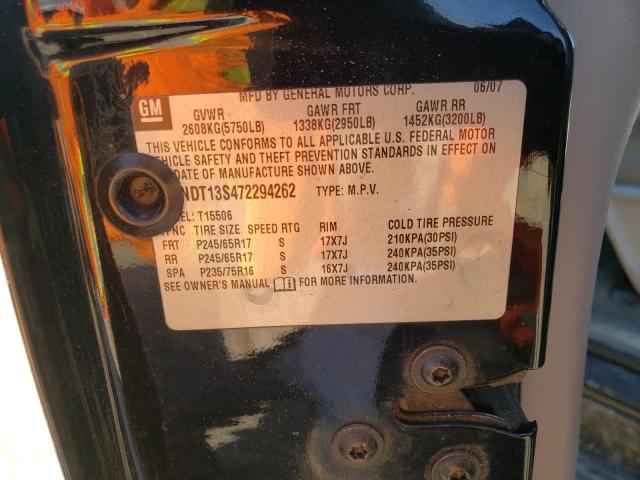 MFD BY GENERAL MOTORS CORP. 06/07
GM
GVWR GAWR FRT GAWR RR
2608KG(5750LB) 1338KG(2950LB) 1452KG(3200LB)
THIS VEHICLE CONFORMS TO ALL APPLICABLE U.S. FEDERAL MOTOR
VEHICLE SAFETY AND THEFT PREVENTION STANDARDS IN EFFECT ON
DATE OF MANUFACTURE SHOWN ABOVE.
NDT13S472294262 TYPE: M.P.V.
T15506
TIRE SIZE SPEED RTG RIM COLD TIRE PRESSURE
FRT P245/65R17 S 17X7J 210KPA(30PSI)
RR P245/65R17 S 17X7J 240KPA(35PSI)
SPA P235/75R16 S 16X7J 240KPA(35PSI)
SEE OWNER'S MANUAL FOR MORE INFORMATION.